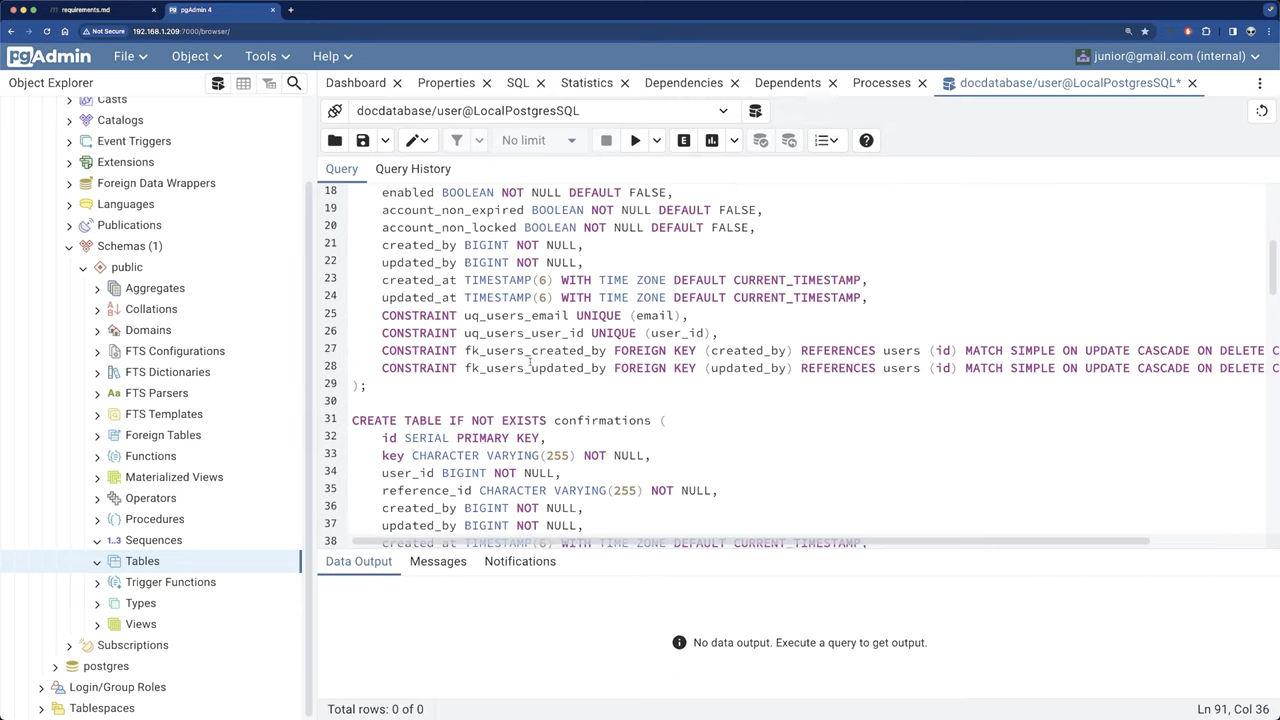 requirements.md
pgAdmin 4
Not Secure 192.168.1.209:7000/browser/
pgAdmin File Object Tools Help junior@gmail.com (internal)
Object Explorer
Dashboard Properties SQL Statistics Dependencies Dependents Processes docdatabase/user@LocalPostgresSQL*
docdatabase/user@LocalPostgresSQL
No limit E
Query Query History
Casts
Catalogs
Event Triggers
Extensions
Foreign Data Wrappers
Languages
Publications
Schemas (1)
public
Aggregates
Collations
Domains
FTS Configurations
FTS Dictionaries
Aa FTS Parsers
FTS Templates
Foreign Tables
Functions
Materialized Views
Operators
Procedures
1..3 Sequences
Tables
Trigger Functions
Types
Views
Subscriptions
postgres
Login/Group Roles
Tablespaces
18 enabled BOOLEAN NOT NULL DEFAULT FALSE,
19 account_non_expired BOOLEAN NOT NULL DEFAULT FALSE,
20 account_non_locked BOOLEAN NOT NULL DEFAULT FALSE,
21 created_by BIGINT NOT NULL,
22 updated_by BIGINT NOT NULL,
23 created_at TIMESTAMP(6) WITH TIME ZONE DEFAULT CURRENT_TIMESTAMP,
24 updated_at TIMESTAMP(6) WITH TIME ZONE DEFAULT CURRENT_TIMESTAMP,
25 CONSTRAINT uq_users_email UNIQUE (email),
26 CONSTRAINT uq_users_user_id UNIQUE (user_id),
27 CONSTRAINT fk_users_created_by FOREIGN KEY (created_by) REFERENCES users (id) MATCH SIMPLE ON UPDATE CASCADE ON DELETE C
28 CONSTRAINT fk_users_updated_by FOREIGN KEY (updated_by) REFERENCES users (id) MATCH SIMPLE ON UPDATE CASCADE ON DELETE C
29 );
30
31 CREATE TABLE IF NOT EXISTS confirmations (
32 id SERIAL PRIMARY KEY,
33 key CHARACTER VARYING(255) NOT NULL,
34 user_id BIGINT NOT NULL,
35 reference_id CHARACTER VARYING(255) NOT NULL,
36 created_by BIGINT NOT NULL,
37 updated_by BIGINT NOT NULL,
38 created_at TIMESTAMP(6) WITH TIME ZONE DEFAULT CURRENT_TIMESTAMP,
Data Output Messages Notifications
No data output. Execute a query to get output.
Total rows: 0 of 0
Ln 91, Col 36